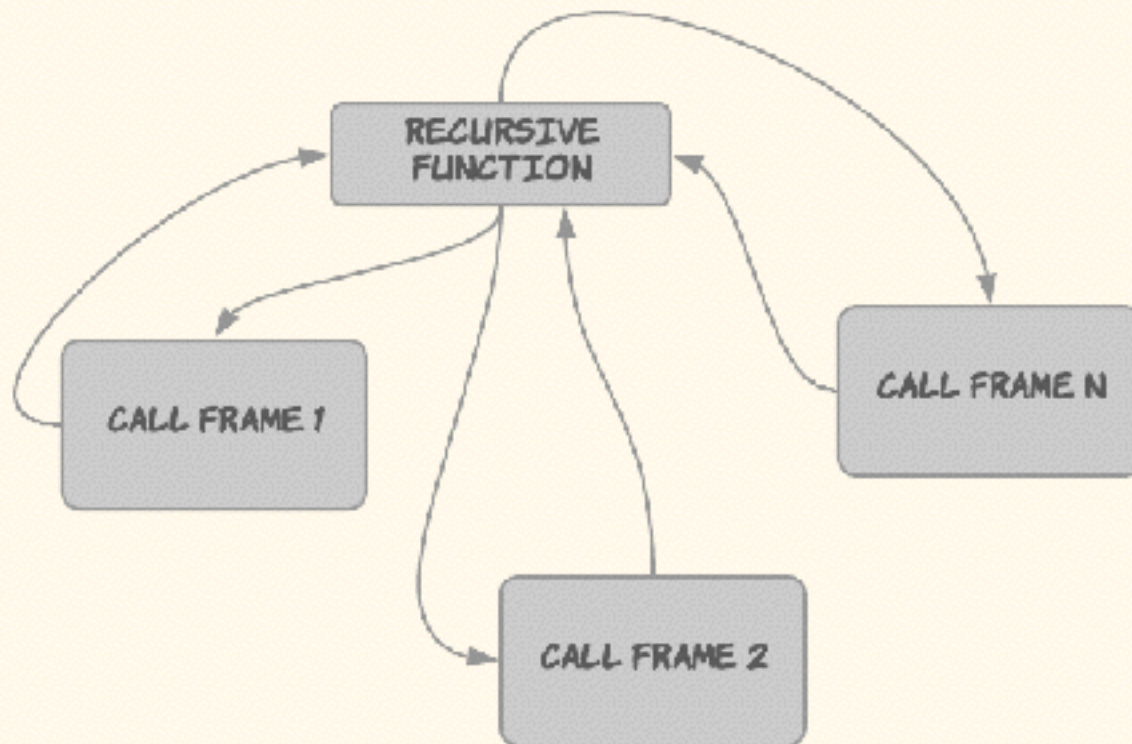 RECURSIVE
FUNCTION
CALL FRAME 1
CALL FRAME N
CALL FRAME 2